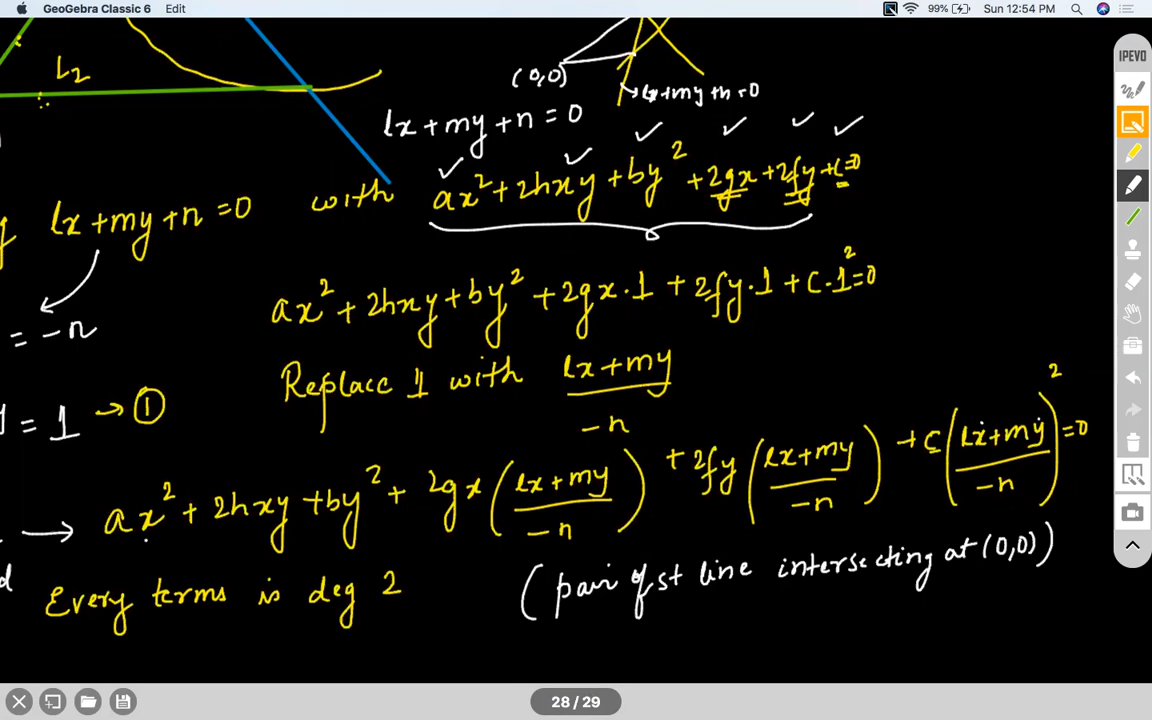 GeoGebra Classic 6 Edit 99% Sun 12:54 PM
IPEVO
L2
(0,0)
lx+my+n=0
lx+my+n=0
lx+my+n=0 with ax²+2hxy+by²+2gx+2fy+c=0
= -n
ax²+2hxy+by²+2gx·1+2fy·1+c·1²=0
Replace 1 with (lx+my)/-n
= 1 → ①
→ ax²+2hxy+by²+2gx((lx+my)/-n)+2fy((lx+my)/-n)+c((lx+my)/-n)²=0
Every terms is deg 2
(pair of st line intersecting at (0,0))
28 / 29